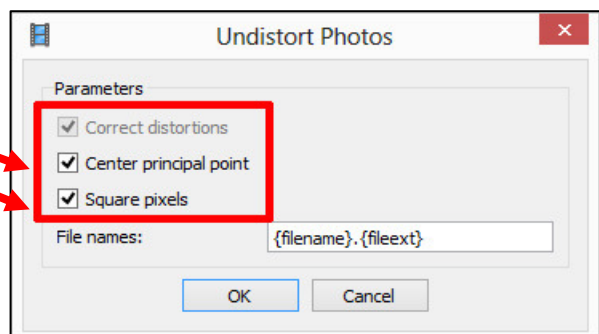 Undistort Photos
Parameters
Correct distortions
Center principal point
Square pixels
File names: {filename}.{fileext}
OK Cancel